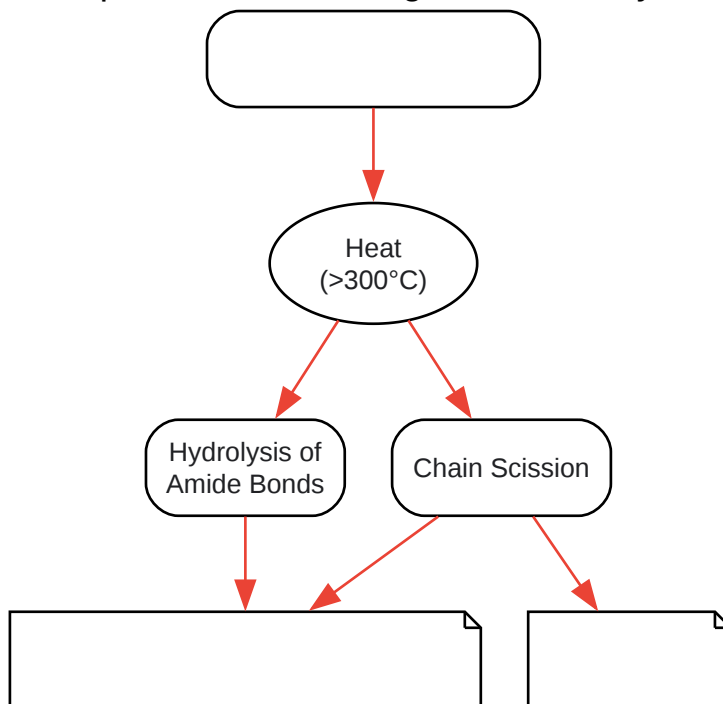 Heat
(>300°C)
Hydrolysis of
Amide Bonds
Chain Scission